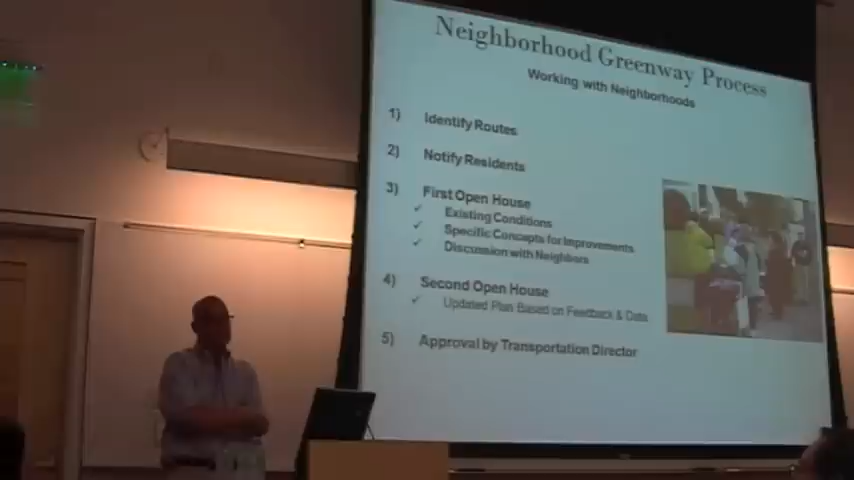 Neighborhood Greenway Process
Working with Neighborhoods
1) Identify Routes
2) Notify Residents
3) First Open House
✓ Existing Conditions
✓ Specific Concepts for Improvements
✓ Discussion with Neighbors
4) Second Open House
✓ Updated Plan Based on Feedback & Data
5) Approval by Transportation Director